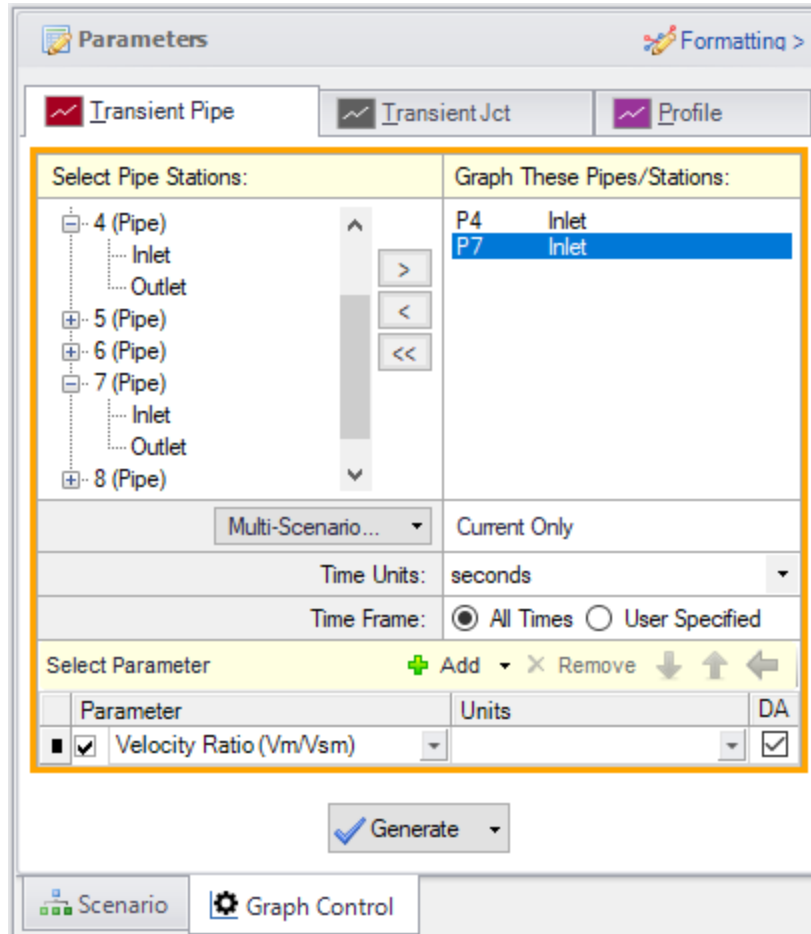 Parameters
Formatting >
Transient Pipe
Transient Jct
Profile
Select Pipe Stations:
Graph These Pipes/Stations:
4 (Pipe)
Inlet
Outlet
5 (Pipe)
6 (Pipe)
7 (Pipe)
Inlet
Outlet
8 (Pipe)
>
<
<<
P4 Inlet
P7 Inlet
Multi-Scenario...
Current Only
Time Units:
seconds
Time Frame:
All Times
User Specified
Select Parameter
Add
Remove
Parameter
Units
DA
Velocity Ratio (Vm/Vsm)
Generate
Scenario
Graph Control